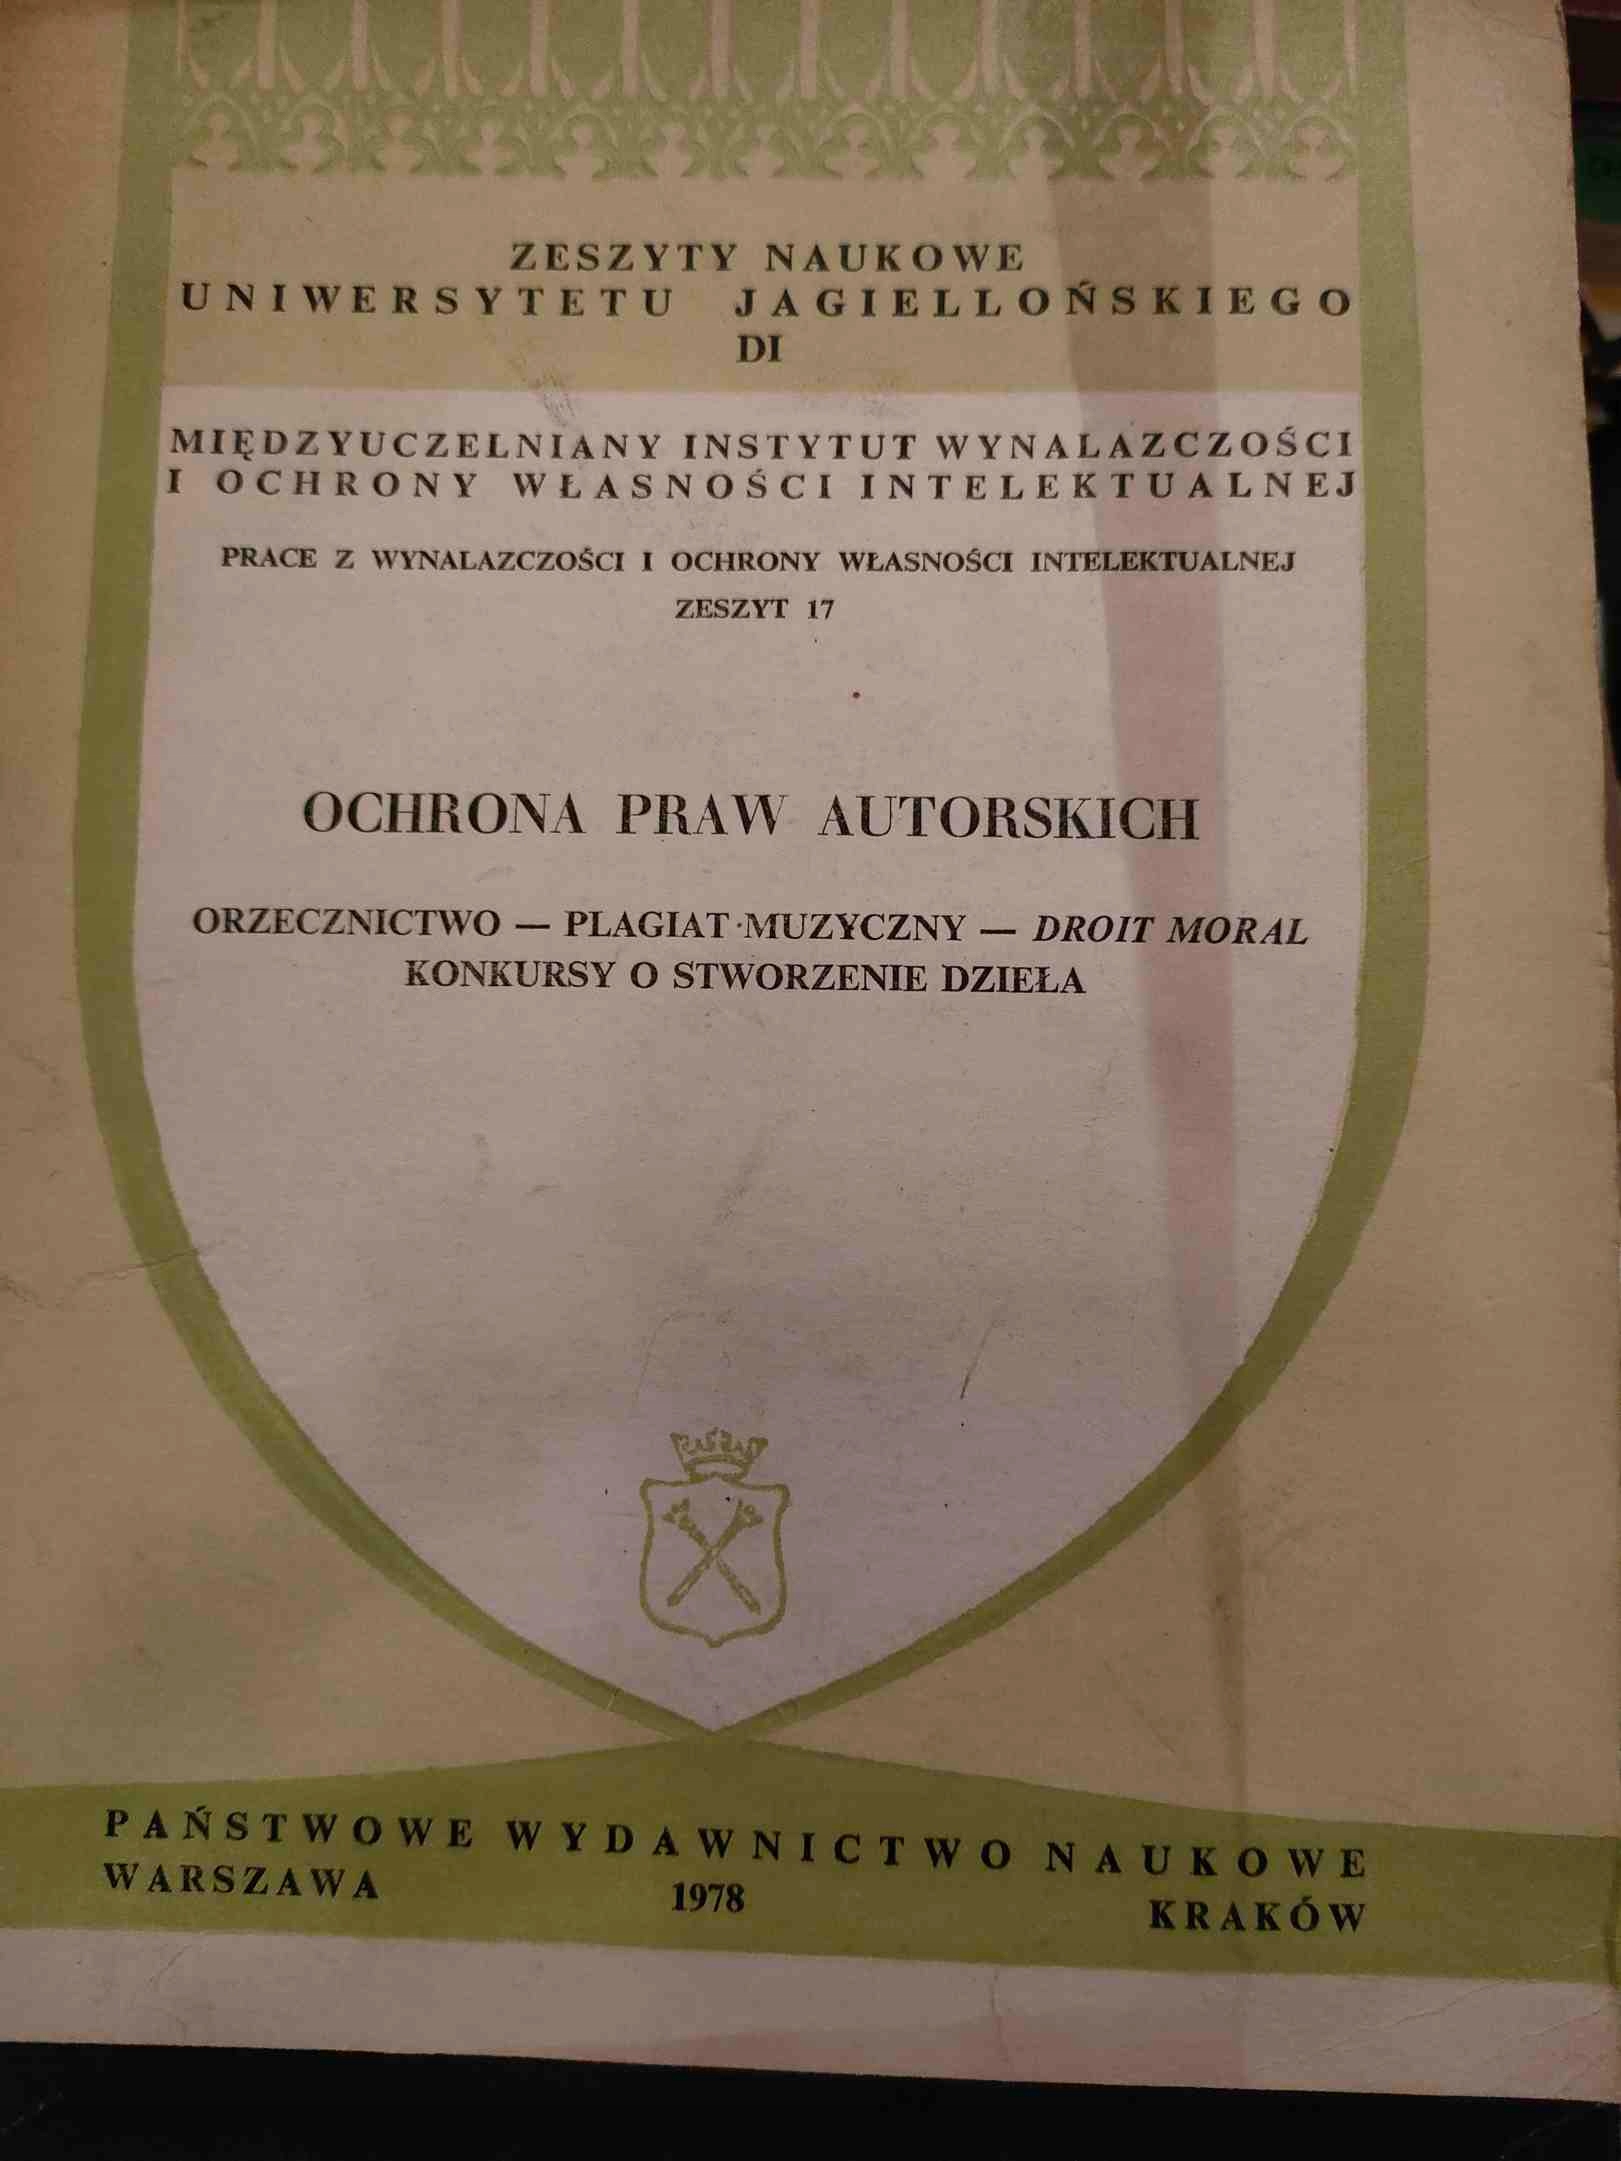 ZESZYTY NAUKOWE
UNIWERSYTETU JAGIELLOŃSKIEGO
DI
MIĘDZYUCZELNIANY INSTYTUT WYNALAZCZOŚCI
I OCHRONY WŁASNOŚCI INTELEKTUALNEJ
PRACE Z WYNALAZCZOŚCI I OCHRONY WŁASNOŚCI INTELEKTUALNEJ
ZESZYT 17
OCHRONA PRAW AUTORSKICH
ORZECZNICTWO — PLAGIAT MUZYCZNY — DROIT MORAL
KONKURSY O STWORZENIE DZIEŁA
PAŃSTWOWE WYDAWNICTWO NAUKOWE
WARSZAWA 1978 KRAKÓW